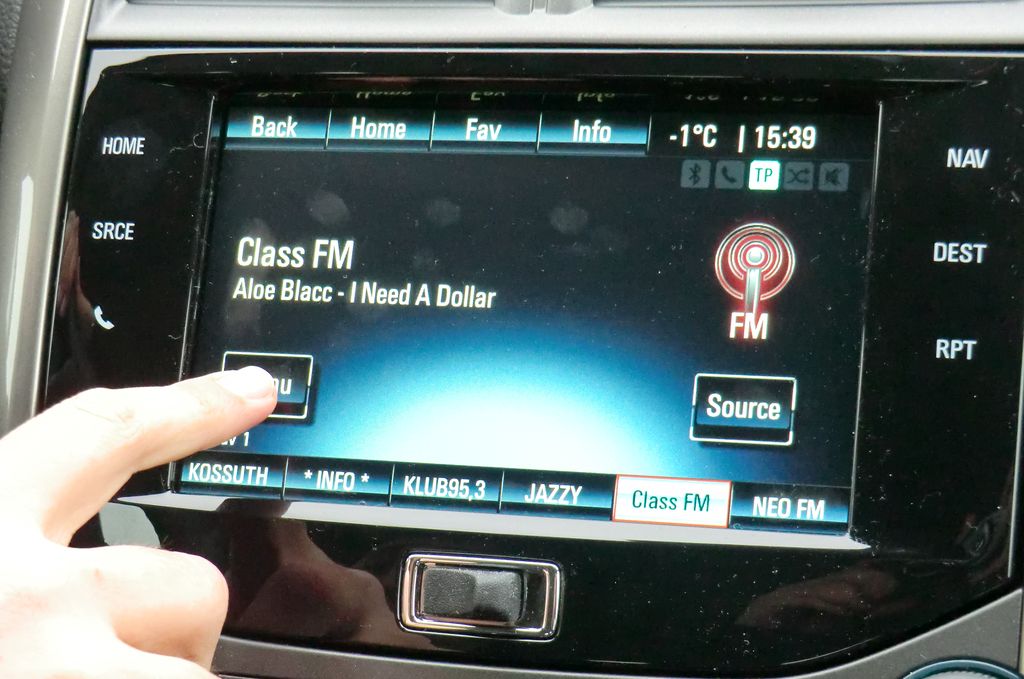 HOME
SRCE
Back Home Fav Info -1°C | 15:39
TP
Class FM
Aloe Blacc - I Need A Dollar
FM
Source
KOSSUTH * INFO * KLUB95,3 JAZZY Class FM NEO FM
NAV
DEST
RPT